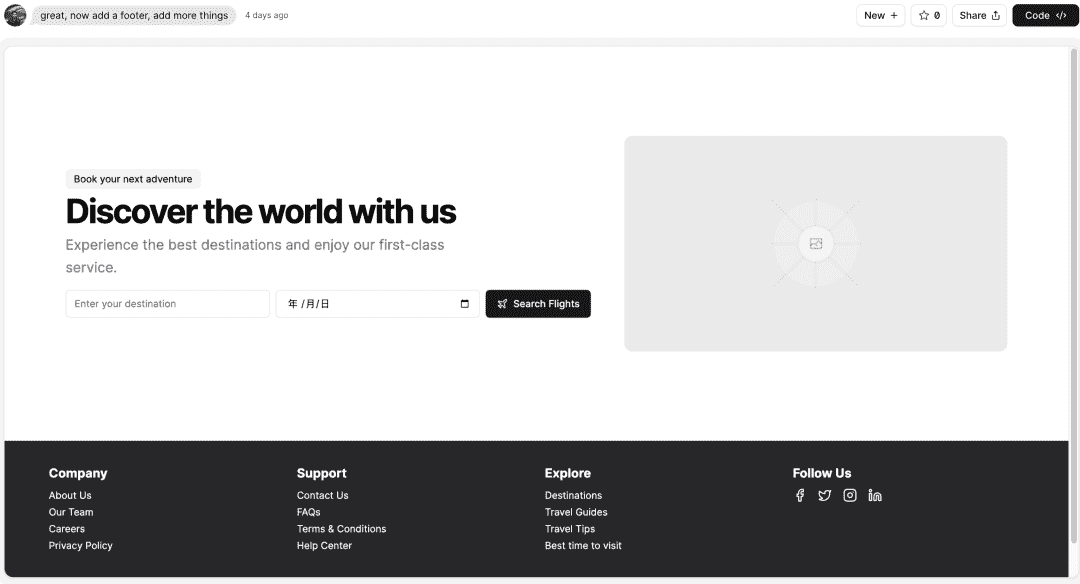 great, now add a footer, add more things 4 days ago New + 0 Share Code </>
Book your next adventure
Discover the world with us
Experience the best destinations and enjoy our first-class
service.
Enter your destination 年 /月/日 Search Flights
Company Support Explore Follow Us
About Us Contact Us Destinations
Our Team FAQs Travel Guides
Careers Terms & Conditions Travel Tips
Privacy Policy Help Center Best time to visit